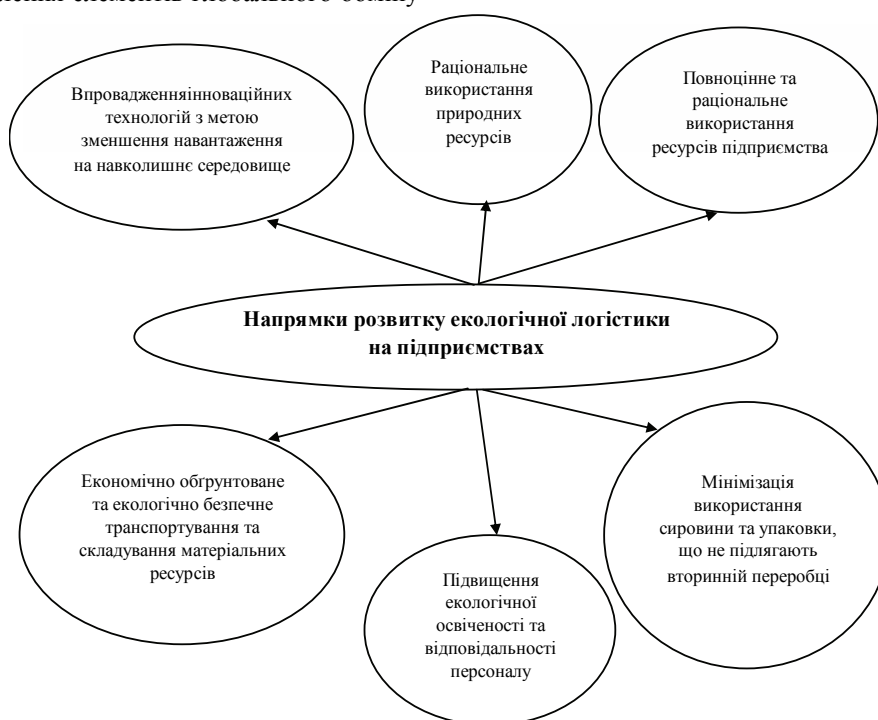 Впровадженняінноваційних
технологій з метою
зменшення навантаження
на навколишнє середовище
Раціональне
використання
природних
ресурсів
Повноцінне та
раціональне
використання
ресурсів підприємства
Напрямки розвитку екологічної логістики
на підприємствах
Економічно обґрунтоване
та екологічно безпечне
транспортування та
складування матеріальних
ресурсів
Підвищення
екологічної
освіченості та
відповідальності
персоналу
Мінімізація
використання
сировини та упаковки,
що не підлягають
вторинній переробці